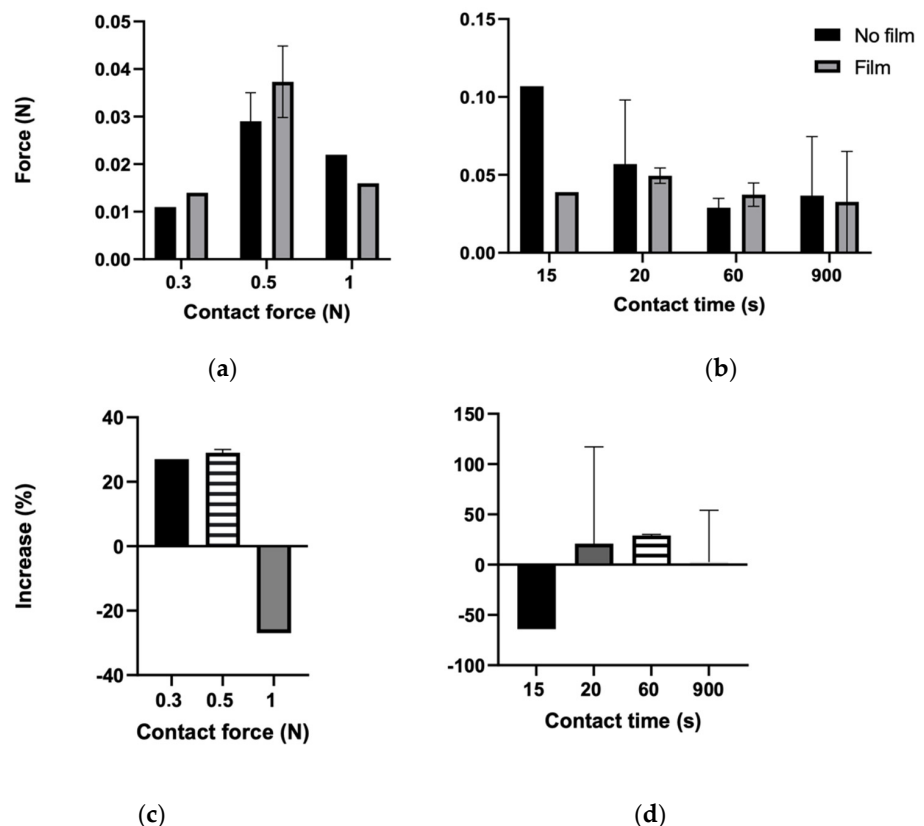 0.05
0.04
0.03
0.02
0.01
0.00
Force (N)
0.3 0.5 1
Contact force (N)
(a)
0.15
0.10
0.05
0.00
No film
Film
15 20 60 900
Contact time (s)
(b)
40
20
0
-20
-40
Increase (%)
0.3 0.5 1
Contact force (N)
(c)
150
100
50
0
-50
-100
15 20 60 900
Contact time (s)
(d)